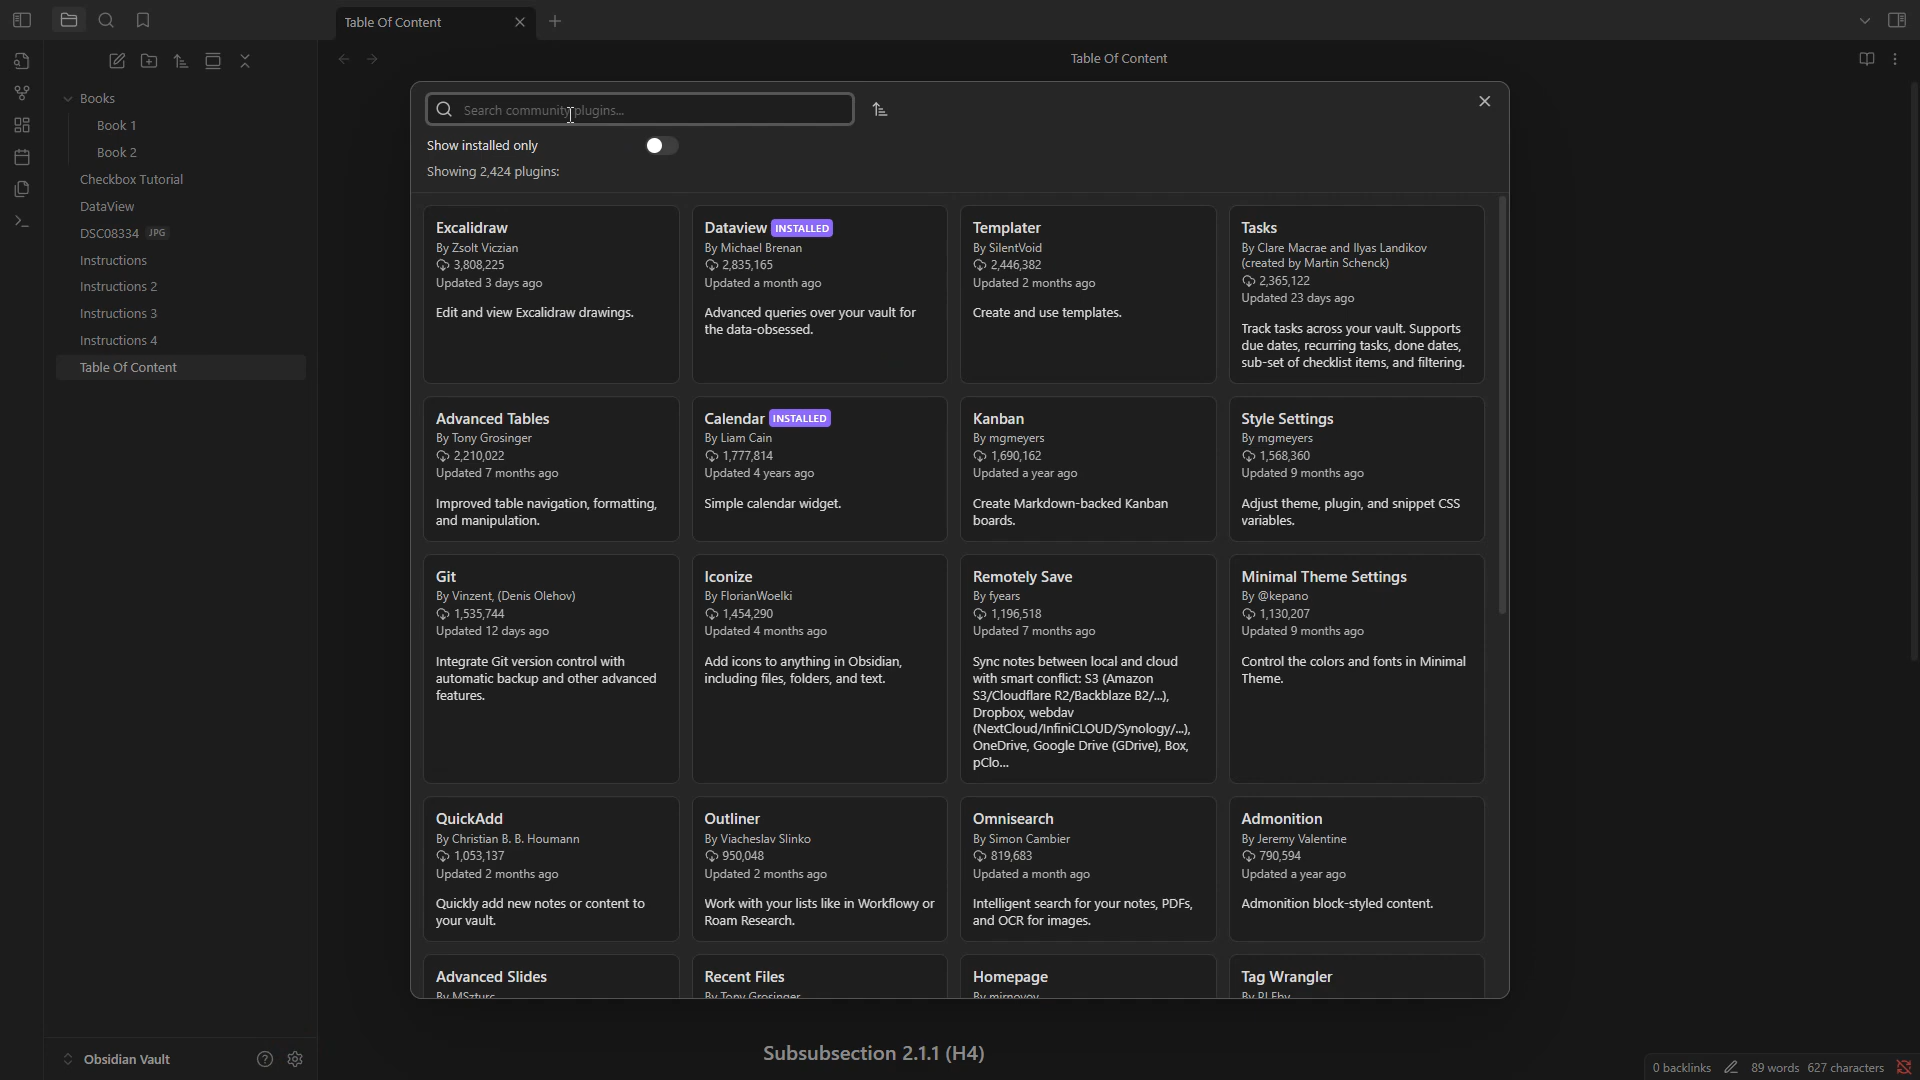 Table Of Content
Table Of Content
Books
Book 1
Book 2
Checkbox Tutorial
DataView
DSC08334 JPG
Instructions
Instructions 2
Instructions 3
Instructions 4
Table Of Content
Obsidian Vault
Search community plugins...
Show installed only
Showing 2,424 plugins:
Excalidraw
By Zsolt Viczian
3,808,225
Updated 3 days ago
Edit and view Excalidraw drawings.
Dataview INSTALLED
By Michael Brenan
2,835,165
Updated a month ago
Advanced queries over your vault for
the data-obsessed.
Templater
By SilentVoid
2,446,382
Updated 2 months ago
Create and use templates.
Tasks
By Clare Macrae and Ilyas Landikov
(created by Martin Schenck)
2,365,122
Updated 23 days ago
Track tasks across your vault. Supports
due dates, recurring tasks, done dates,
sub-set of checklist items, and filtering.
Advanced Tables
By Tony Grosinger
2,210,022
Updated 7 months ago
Improved table navigation, formatting,
and manipulation.
Calendar INSTALLED
By Liam Cain
1,777,814
Updated 4 years ago
Simple calendar widget.
Kanban
By mgmeyers
1,690,162
Updated a year ago
Create Markdown-backed Kanban
boards.
Style Settings
By mgmeyers
1,568,360
Updated 9 months ago
Adjust theme, plugin, and snippet CSS
variables.
Git
By Vinzent, (Denis Olehov)
1,535,744
Updated 12 days ago
Integrate Git version control with
automatic backup and other advanced
features.
Iconize
By FlorianWoelki
1,454,290
Updated 4 months ago
Add icons to anything in Obsidian,
including files, folders, and text.
Remotely Save
By fyears
1,196,518
Updated 7 months ago
Sync notes between local and cloud
with smart conflict: S3 (Amazon
S3/Cloudflare R2/Backblaze B2/...),
Dropbox, webdav
(NextCloud/InfiniCLOUD/Synology/...),
OneDrive, Google Drive (GDrive), Box,
pClo...
Minimal Theme Settings
By @kepano
1,130,207
Updated 9 months ago
Control the colors and fonts in Minimal
Theme.
QuickAdd
By Christian B. B. Houmann
1,053,137
Updated 2 months ago
Quickly add new notes or content to
your vault.
Outliner
By Viacheslav Slinko
950,048
Updated 2 months ago
Work with your lists like in Workflowy or
Roam Research.
Omnisearch
By Simon Cambier
819,683
Updated a month ago
Intelligent search for your notes, PDFs,
and OCR for images.
Admonition
By Jeremy Valentine
790,594
Updated a year ago
Admonition block-styled content.
Advanced Slides
By MSzturc
Recent Files
By Tony Grosinger
Homepage
By mirnovov
Tag Wrangler
By PJ Eby
Subsubsection 2.1.1 (H4)
0 backlinks 89 words 627 characters